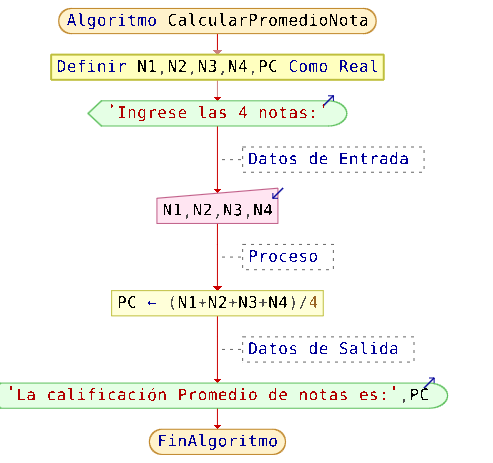 Algoritmo CalcularPromedioNota
Definir N1,N2,N3,N4,PC Como Real
'Ingrese las 4 notas:
Datos de Entrada
N1,N2,N3,N4
Proceso
PC ← (N1+N2+N3+N4)/4
Datos de Salida
'La calificación Promedio de notas es:',PC
FinAlgoritmo